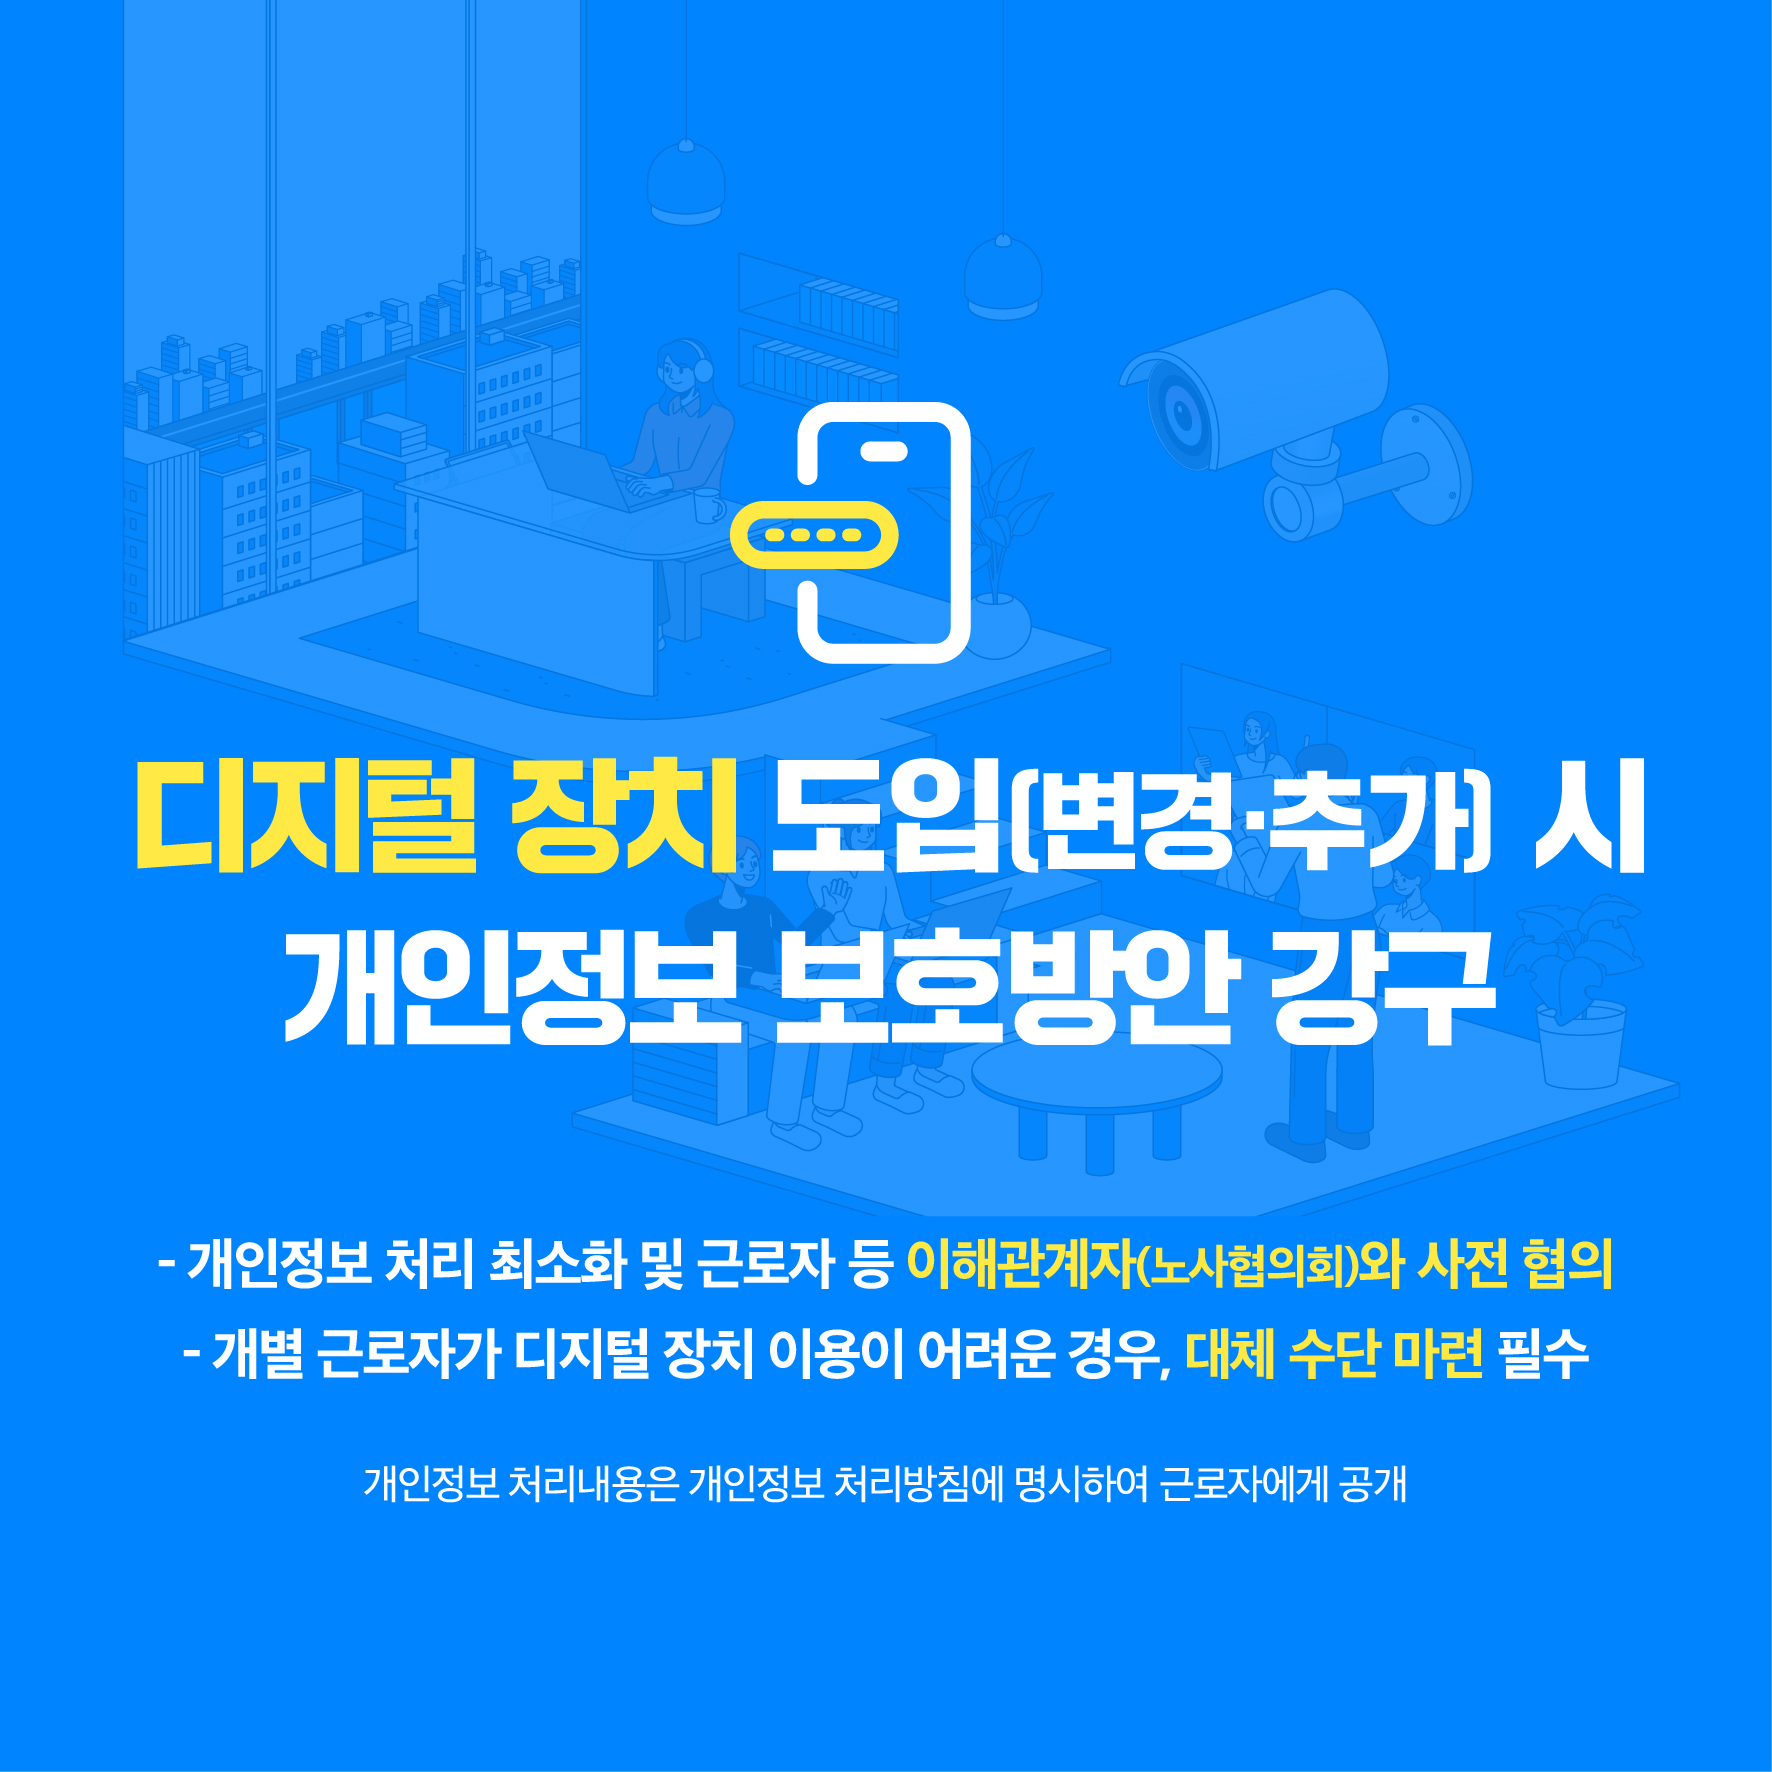 디지털 장치 도입(변경·추가) 시
개인정보 보호방안 강구
- 개인정보 처리 최소화 및 근로자 등 이해관계자(노사협의회)와 사전 협의
- 개별 근로자가 디지털 장치 이용이 어려운 경우, 대체 수단 마련 필수
개인정보 처리내용은 개인정보 처리방침에 명시하여 근로자에게 공개